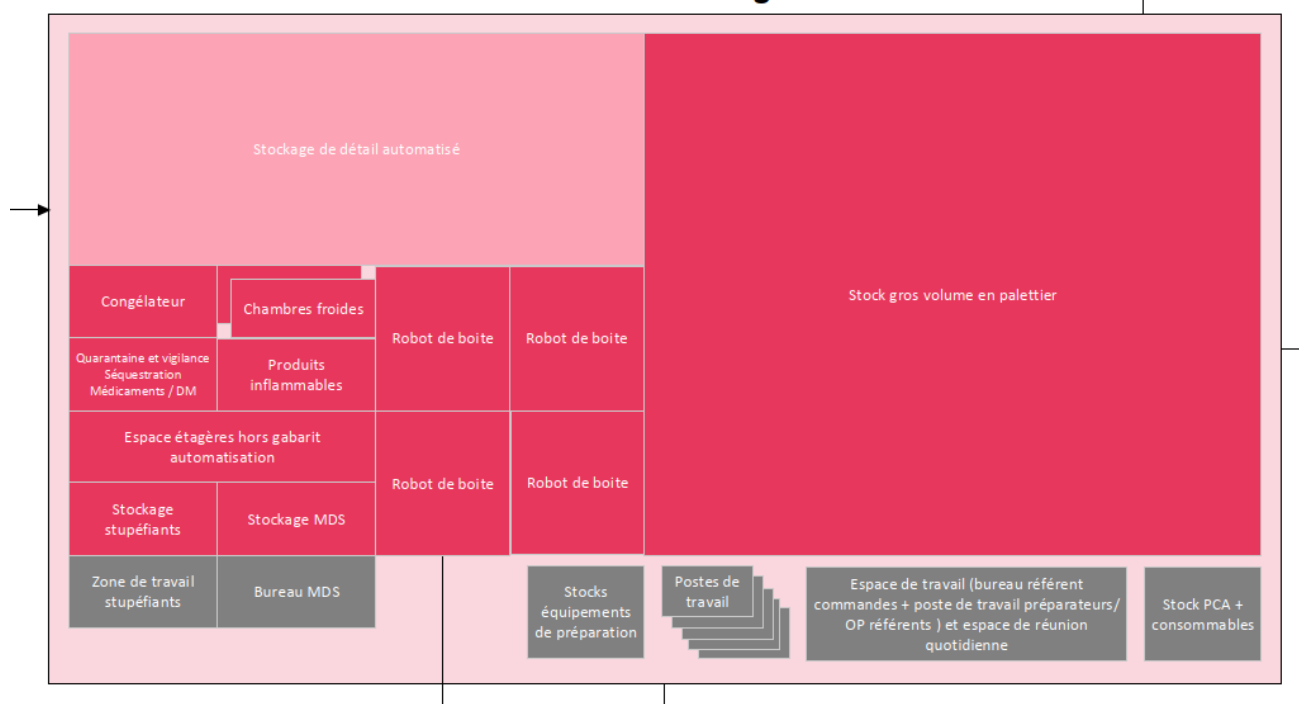 Stockage de détail automatisé
Stock gros volume en palettier
Congélateur
Chambres froides
Robot de boite
Robot de boite
Quarantaine et vigilance
Séquestration
Médicaments / DM
Produits
inflammables
Espace étagères hors gabarit
automatisation
Robot de boite
Robot de boite
Stockage
stupéfiants
Stockage MDS
Zone de travail
stupéfiants
Bureau MDS
Stocks
équipements
de préparation
Postes de
travail
Espace de travail (bureau référent
commandes + poste de travail préparateurs/
OP référents ) et espace de réunion
quotidienne
Stock PCA +
consommables